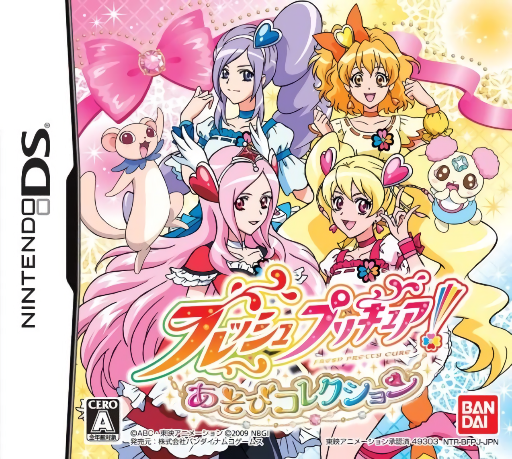 NINTENDO DS
フレッシュプリキュア!
FRESH PRETTY CURE
あそびコレクション
CERO
A
全年齢対象
©ABC・東映アニメーション ©2009 NBGI
発売元:株式会社バンダイナムコゲームス
東映アニメーション承認済 49303 NTR-BFPJ-JPN
BAN
DAI